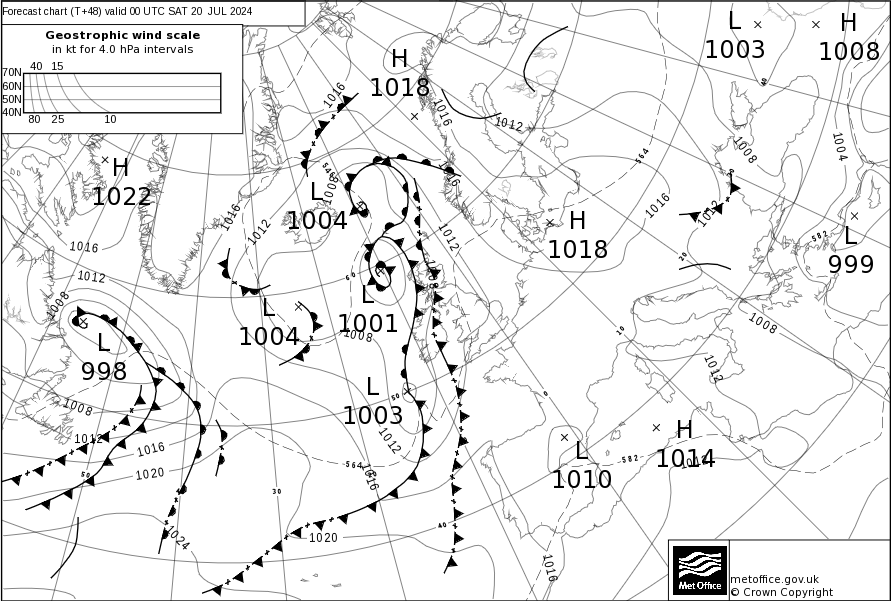 Forecast chart (T+48) valid 00 UTC SAT 20 JUL 2024
Geostrophic wind scale
in kt for 4.0 hPa intervals
40 15
70N
60N
50N
40N
80 25 10
L
1003
H
1008
H
1018
H
1022
L
1004
H
1018
L
999
L
1004
L
1001
L
998
L
1003
L
1010
H
1014
1016
1016
1012
564
1008
1004
40
546
1008
1016
1016
1012
1012
1016
1012
582
20
1016
1012
1008
60
1008
1008
1008
10
1012
0
50
1008
1012
1012
1016
1020
50
564
1016
582
1012
30
40
1024
1020
1016
Met Office
metoffice.gov.uk
© Crown Copyright